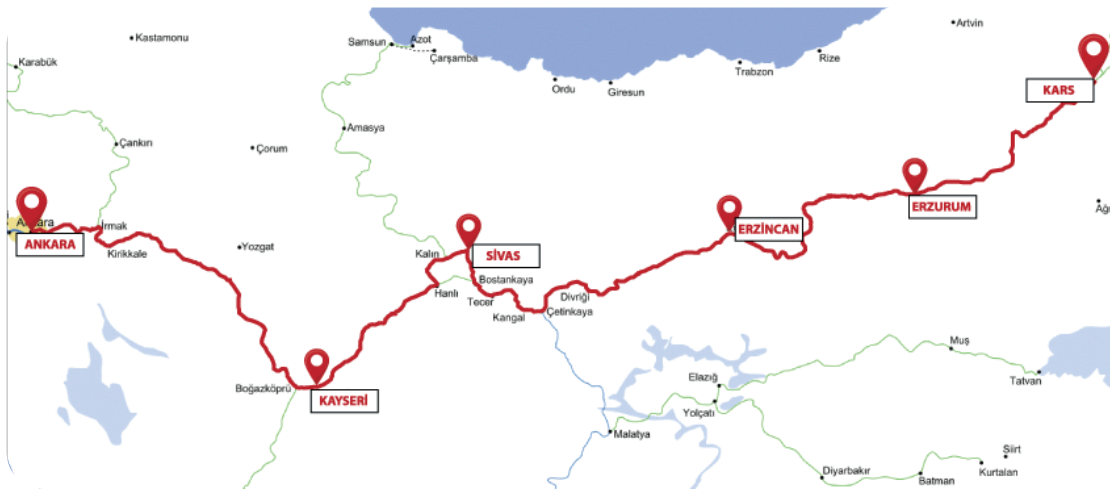 Kastamonu
Artvin
Samsun
Azot
Çarşamba
Rize
Karabük
Trabzon
KARS
Ordu
Giresun
Amasya
Çankırı
Çorum
ERZURUM
Irmak
ERZİNCAN
ANKARA
Kirikkale
Yozgat
Kalın
SİVAS
Bostankaya
Hanlı
Tecer
Divriği
Kangal
Çetinkaya
Muş
Boğazköprü
KAYSERİ
Elazığ
Tatvan
Yolçatı
Malatya
Siirt
Diyarbakır
Batman
Kurtalan